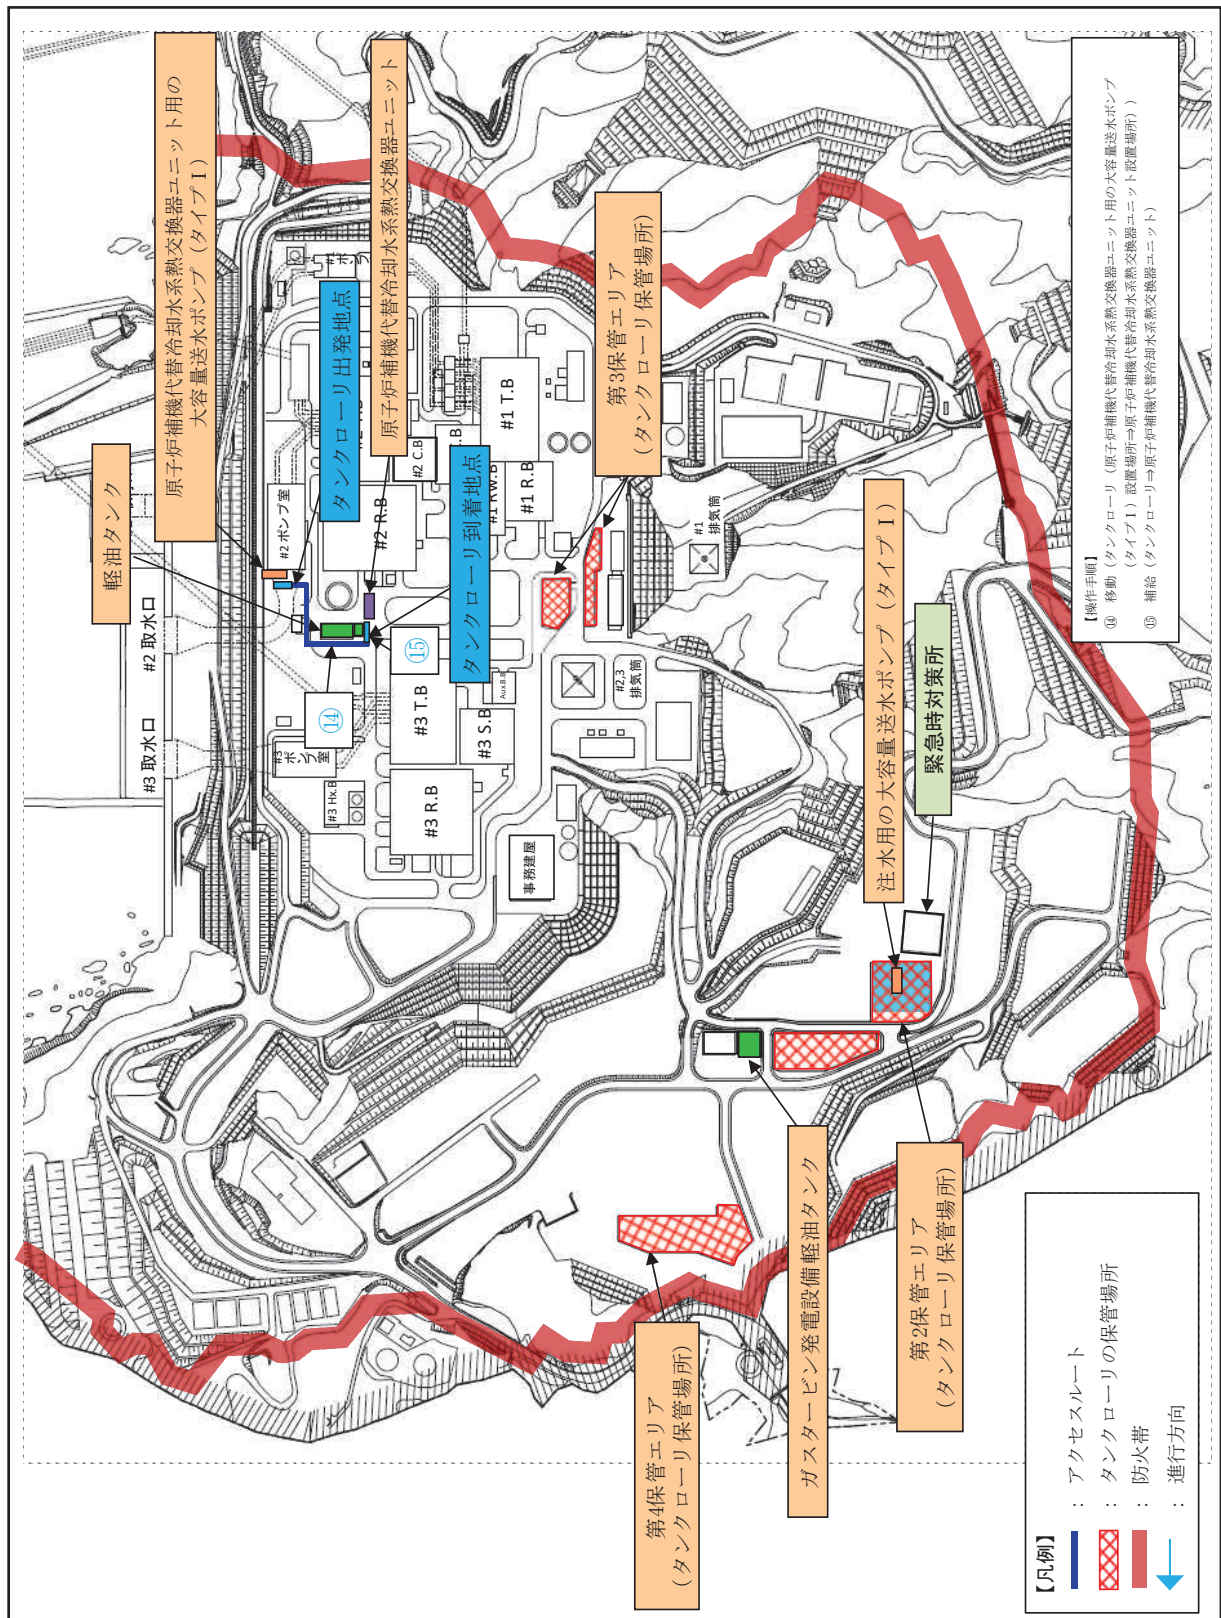 原子炉補機代替冷却水系熱交換器ユニット用の
大容量送水ポンプ（タイプⅠ）
軽油タンク
タンクローリ出発地点
原子炉補機代替冷却水系熱交換器ユニット
タンクローリ到着地点
第3保管エリア
（タンクローリ保管場所）
注水用の大容量送水ポンプ（タイプⅠ）
緊急時対策所
ガスタービン発電設備軽油タンク
第2保管エリア
（タンクローリ保管場所）
第4保管エリア
（タンクローリ保管場所）
#3 取水口
#2 取水口
#2 ポンプ室
#3
ポンプ室
#1
⑭
⑮
#3 Hx.B
#3 T.B
#3 R.B
#3 S.B
Aux.B.B
#2 R.B
#2 C.B
#1 T.B
#1 R.B
#1 RW.B
#1
排気筒
#2,3
排気筒
事務建屋
【操作手順】
⑭ 移動（タンクローリ（原子炉補機代替冷却水系熱交換器ユニット用の大容量送水ポンプ
（タイプⅠ）設置場所⇒原子炉補機代替冷却水系熱交換器ユニット設置場所））
⑮ 補給（タンクローリ⇒原子炉補機代替冷却水系熱交換器ユニット）
【凡例】
：アクセスルート
：タンクローリの保管場所
：防火帯
：進行方向